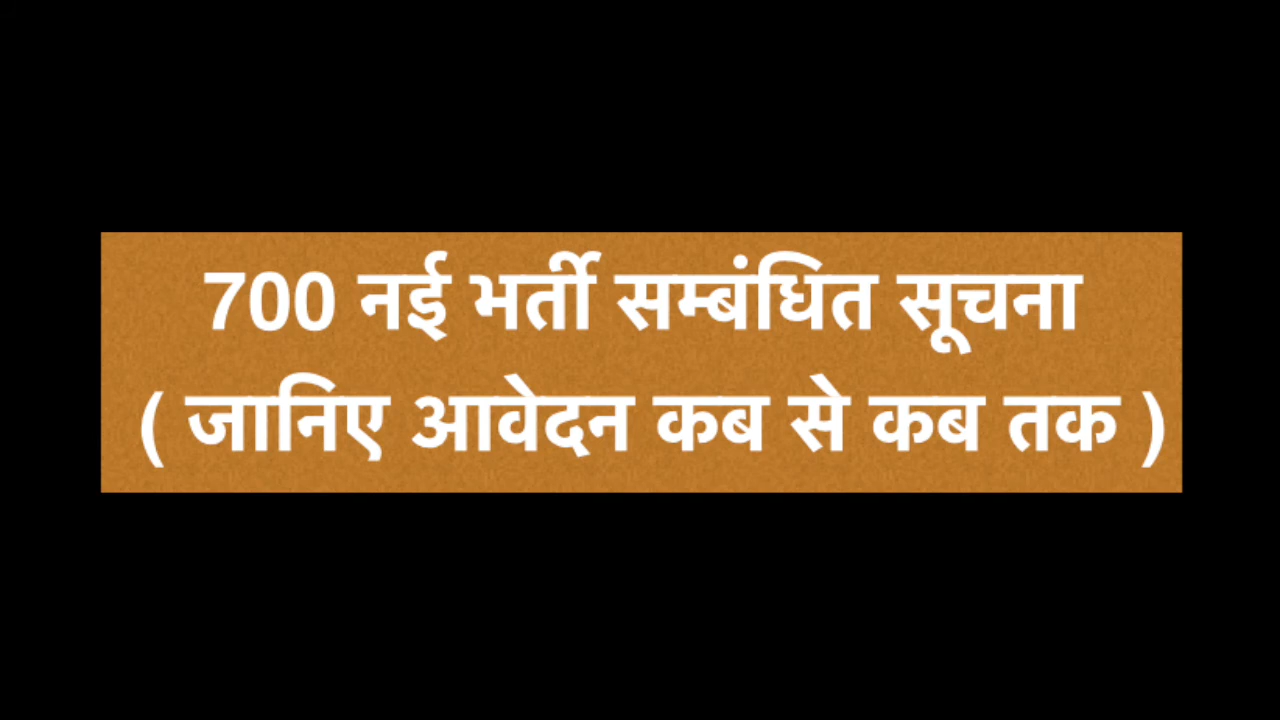 700 नई भर्ती सम्बंधित सूचना
( जानिए आवेदन कब से कब तक )